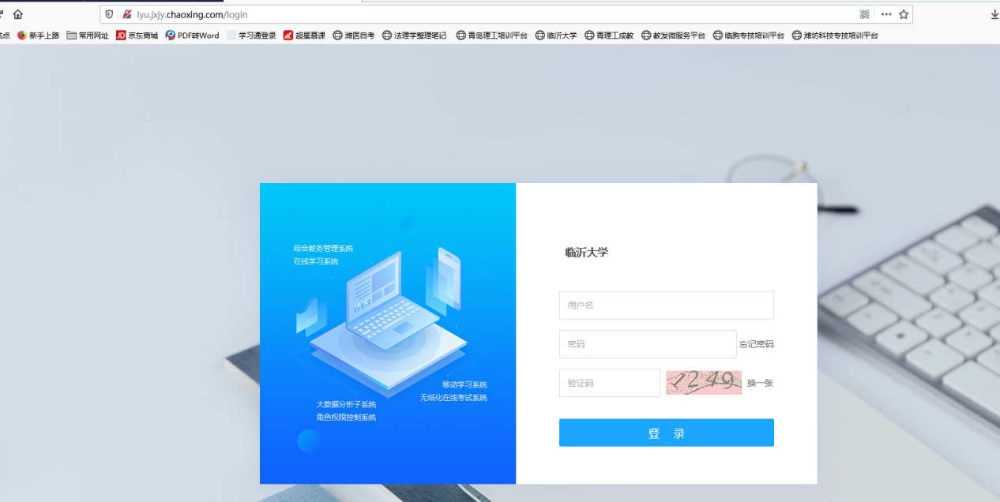 lyu.jxjy.chaoxing.com/login
站点 新手上路 常用网址 JD 京东商城 PDF转Word 学习通登录 超星慕课 潍医自考 法理学整理笔记 青岛理工培训平台 临沂大学 青理工成教 教发微服务平台 临朐专技培训平台 潍坊科技专技培训平台
综合教务管理系统
在线学习系统
移动学习系统
无纸化在线考试系统
大数据分析子系统
角色权限控制系统
临沂大学
用户名
密码 忘记密码
验证码 7249 换一张
登 录